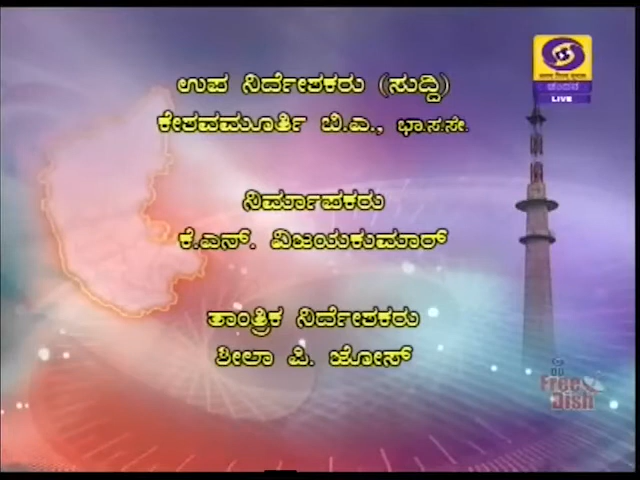 ಉಪ ನಿರ್ದೇಶಕರು (ಸುದ್ದಿ)
ಕೇಶವಮೂರ್ತಿ ಬಿ.ಎ., ಭಾ.ಸ.ಸೇ.
ನಿರ್ಮಾಪಕರು
ಕೆ.ಎನ್. ವಿಜಯಕುಮಾರ್
ತಾಂತ್ರಿಕ ನಿರ್ದೇಶಕರು
ಶೀಲಾ ಪಿ. ಜೋಸ್
ಚಂದನ
LIVE
DD
Free
Dish